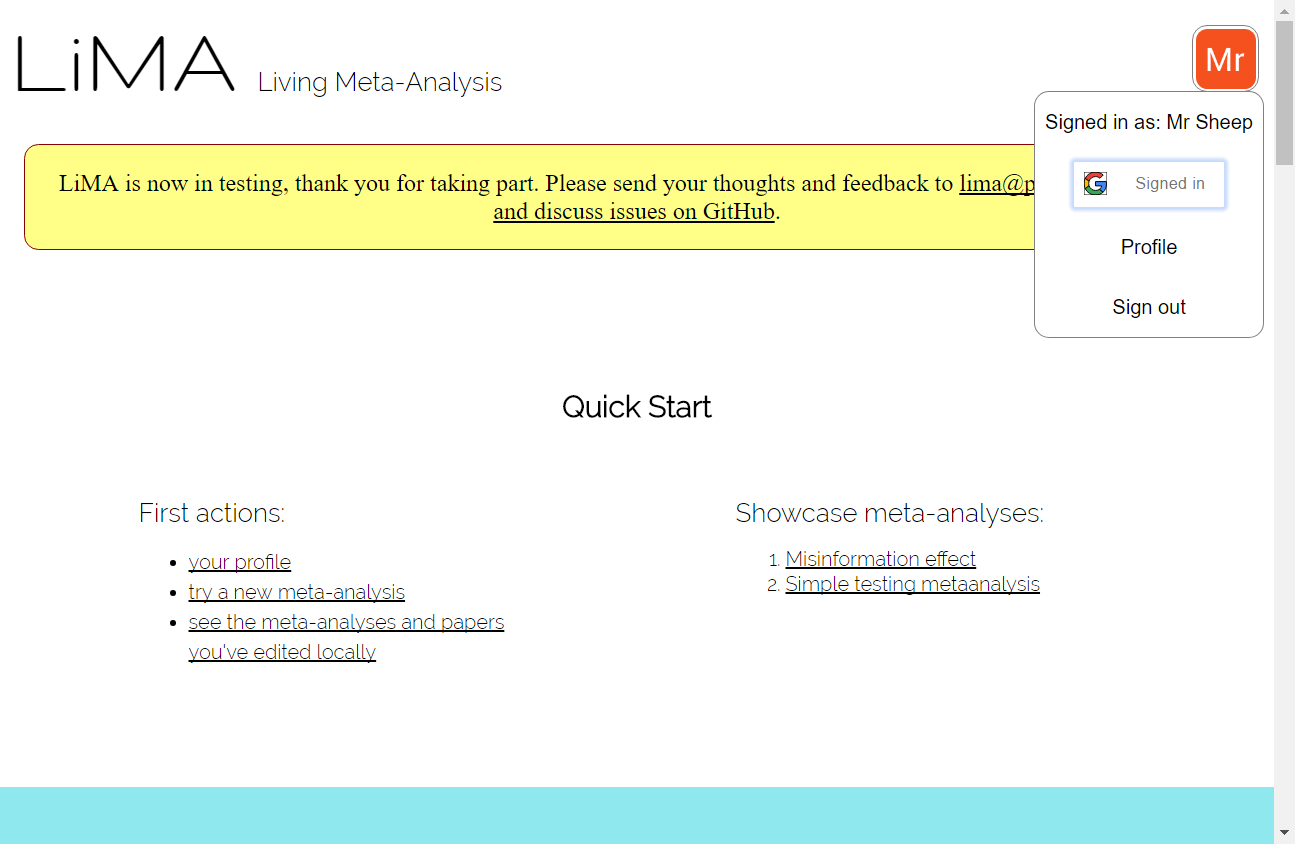 LiMA Living Meta-Analysis
Mr
Signed in as: Mr Sheep
Signed in
Profile
Sign out
LiMA is now in testing, thank you for taking part. Please send your thoughts and feedback to lima@p
and discuss issues on GitHub.
Quick Start
First actions:
your profile
try a new meta-analysis
see the meta-analyses and papers
you've edited locally
Showcase meta-analyses:
1. Misinformation effect
2. Simple testing metaanalysis